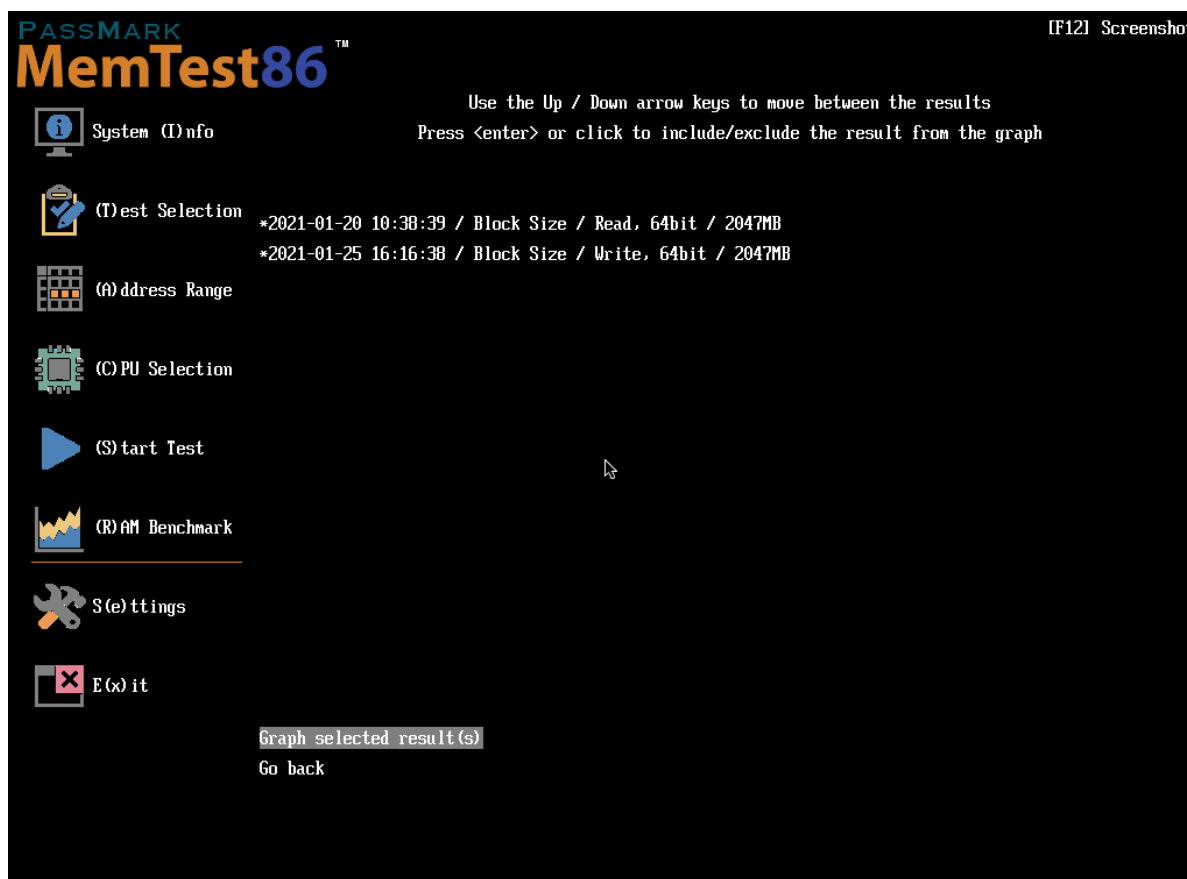 PASSMARK
MemTest86™
[F12] Screensho
Use the Up / Down arrow keys to move between the results
Press <enter> or click to include/exclude the result from the graph
System (I)nfo
(T)est Selection
*2021-01-20 10:38:39 / Block Size / Read, 64bit / 2047MB
*2021-01-25 16:16:38 / Block Size / Write, 64bit / 2047MB
(A)ddress Range
(C)PU Selection
(S)tart Test
(R)AM Benchmark
S(e)ttings
E(x)it
Graph selected result(s)
Go back